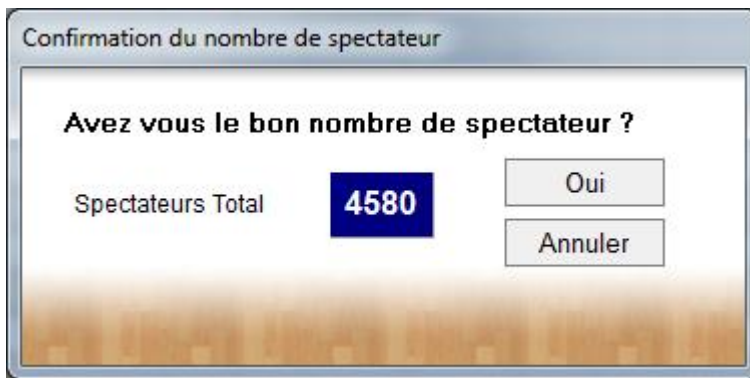 Confirmation du nombre de spectateur
Avez vous le bon nombre de spectateur ?
Spectateurs Total
4580
Oui
Annuler